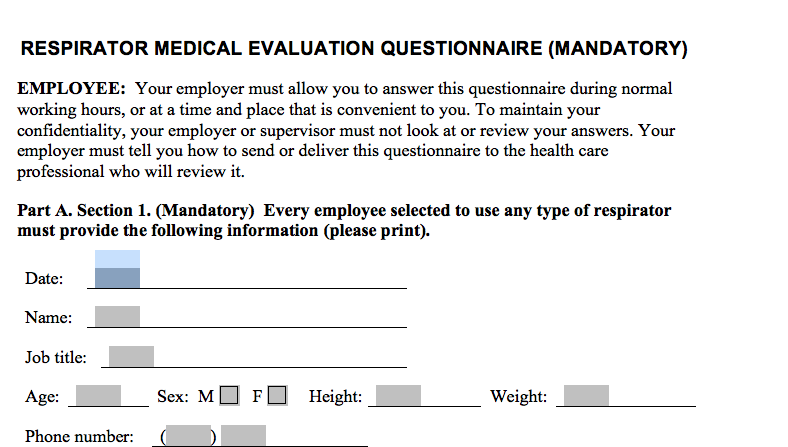 RESPIRATOR MEDICAL EVALUATION QUESTIONNAIRE (MANDATORY)
EMPLOYEE:  Your employer must allow you to answer this questionnaire during normal
working hours, or at a time and place that is convenient to you. To maintain your
confidentiality, your employer or supervisor must not look at or review your answers. Your
employer must tell you how to send or deliver this questionnaire to the health care
professional who will review it.
Part A. Section 1. (Mandatory)  Every employee selected to use any type of respirator
must provide the following information (please print).
Date:
Name:
Job title:
Age: Sex: M F Height: Weight:
Phone number: ( )